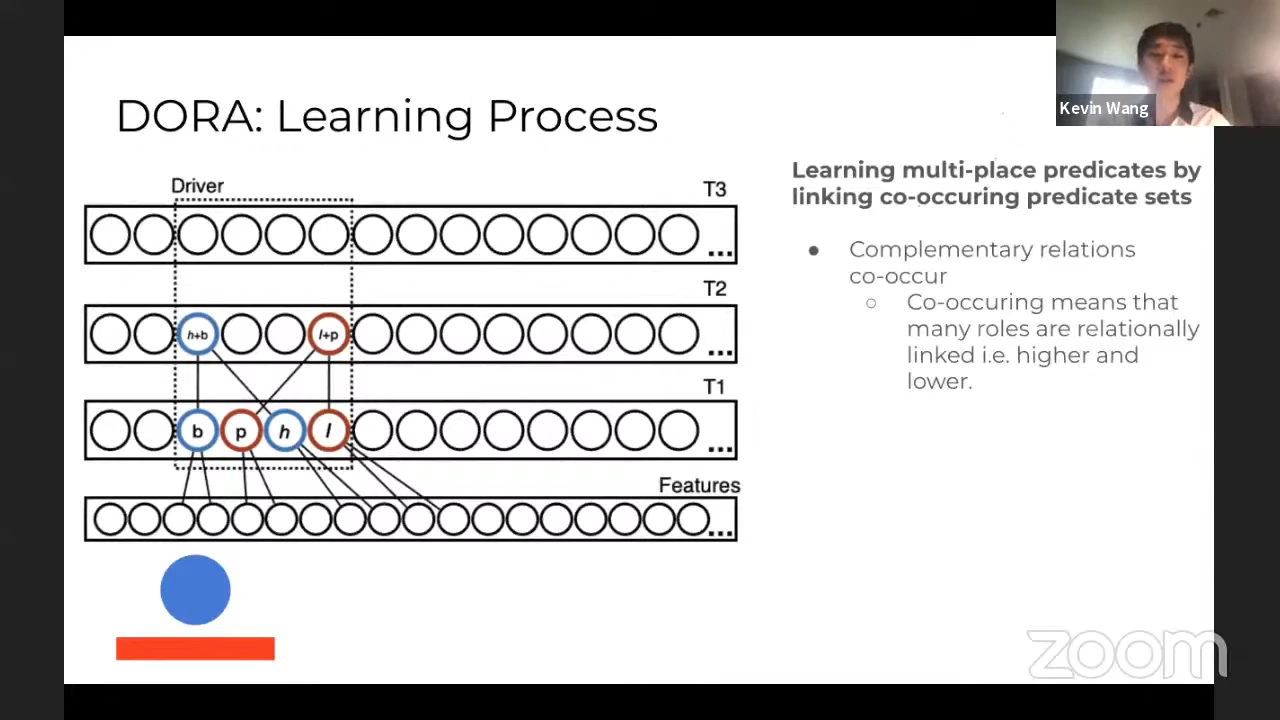 Kevin Wang
DORA: Learning Process
Driver
T3
...
T2
h+b
l+p
...
T1
b
p
h
l
...
Features
...
Learning multi-place predicates by
linking co-occuring predicate sets
● Complementary relations
co-occur
○ Co-occuring means that
many roles are relationally
linked i.e. higher and
lower.
zoom